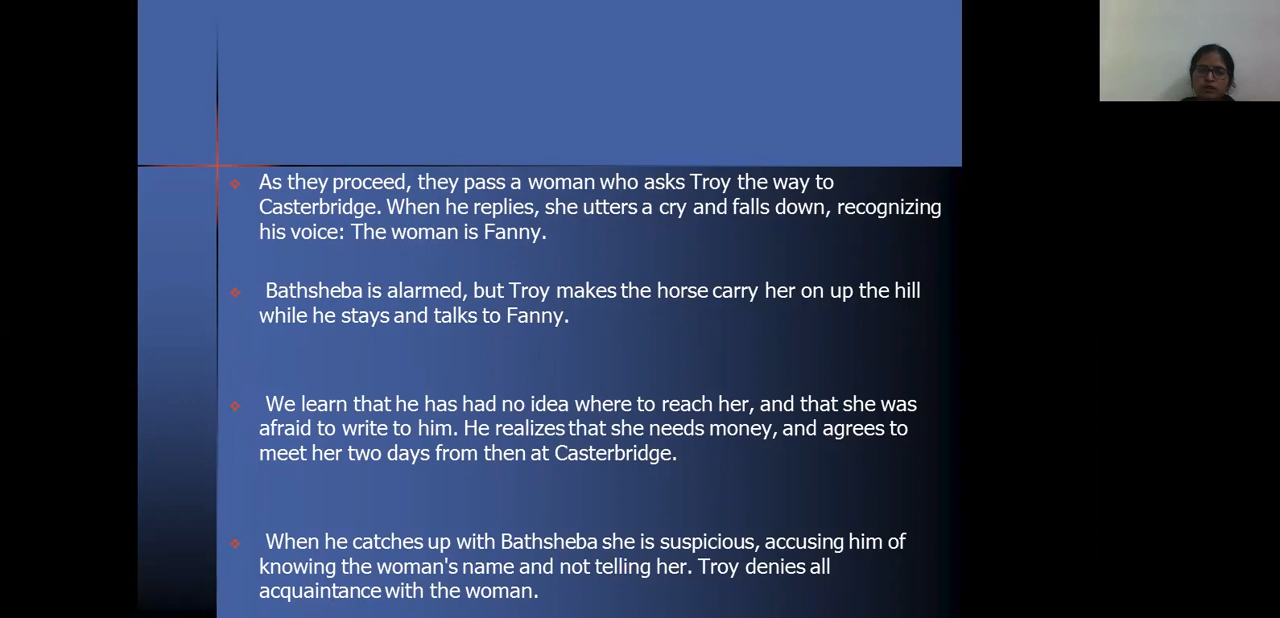 As they proceed, they pass a woman who asks Troy the way to
Casterbridge. When he replies, she utters a cry and falls down, recognizing
his voice: The woman is Fanny.
Bathsheba is alarmed, but Troy makes the horse carry her on up the hill
while he stays and talks to Fanny.
We learn that he has had no idea where to reach her, and that she was
afraid to write to him. He realizes that she needs money, and agrees to
meet her two days from then at Casterbridge.
When he catches up with Bathsheba she is suspicious, accusing him of
knowing the woman's name and not telling her. Troy denies all
acquaintance with the woman.